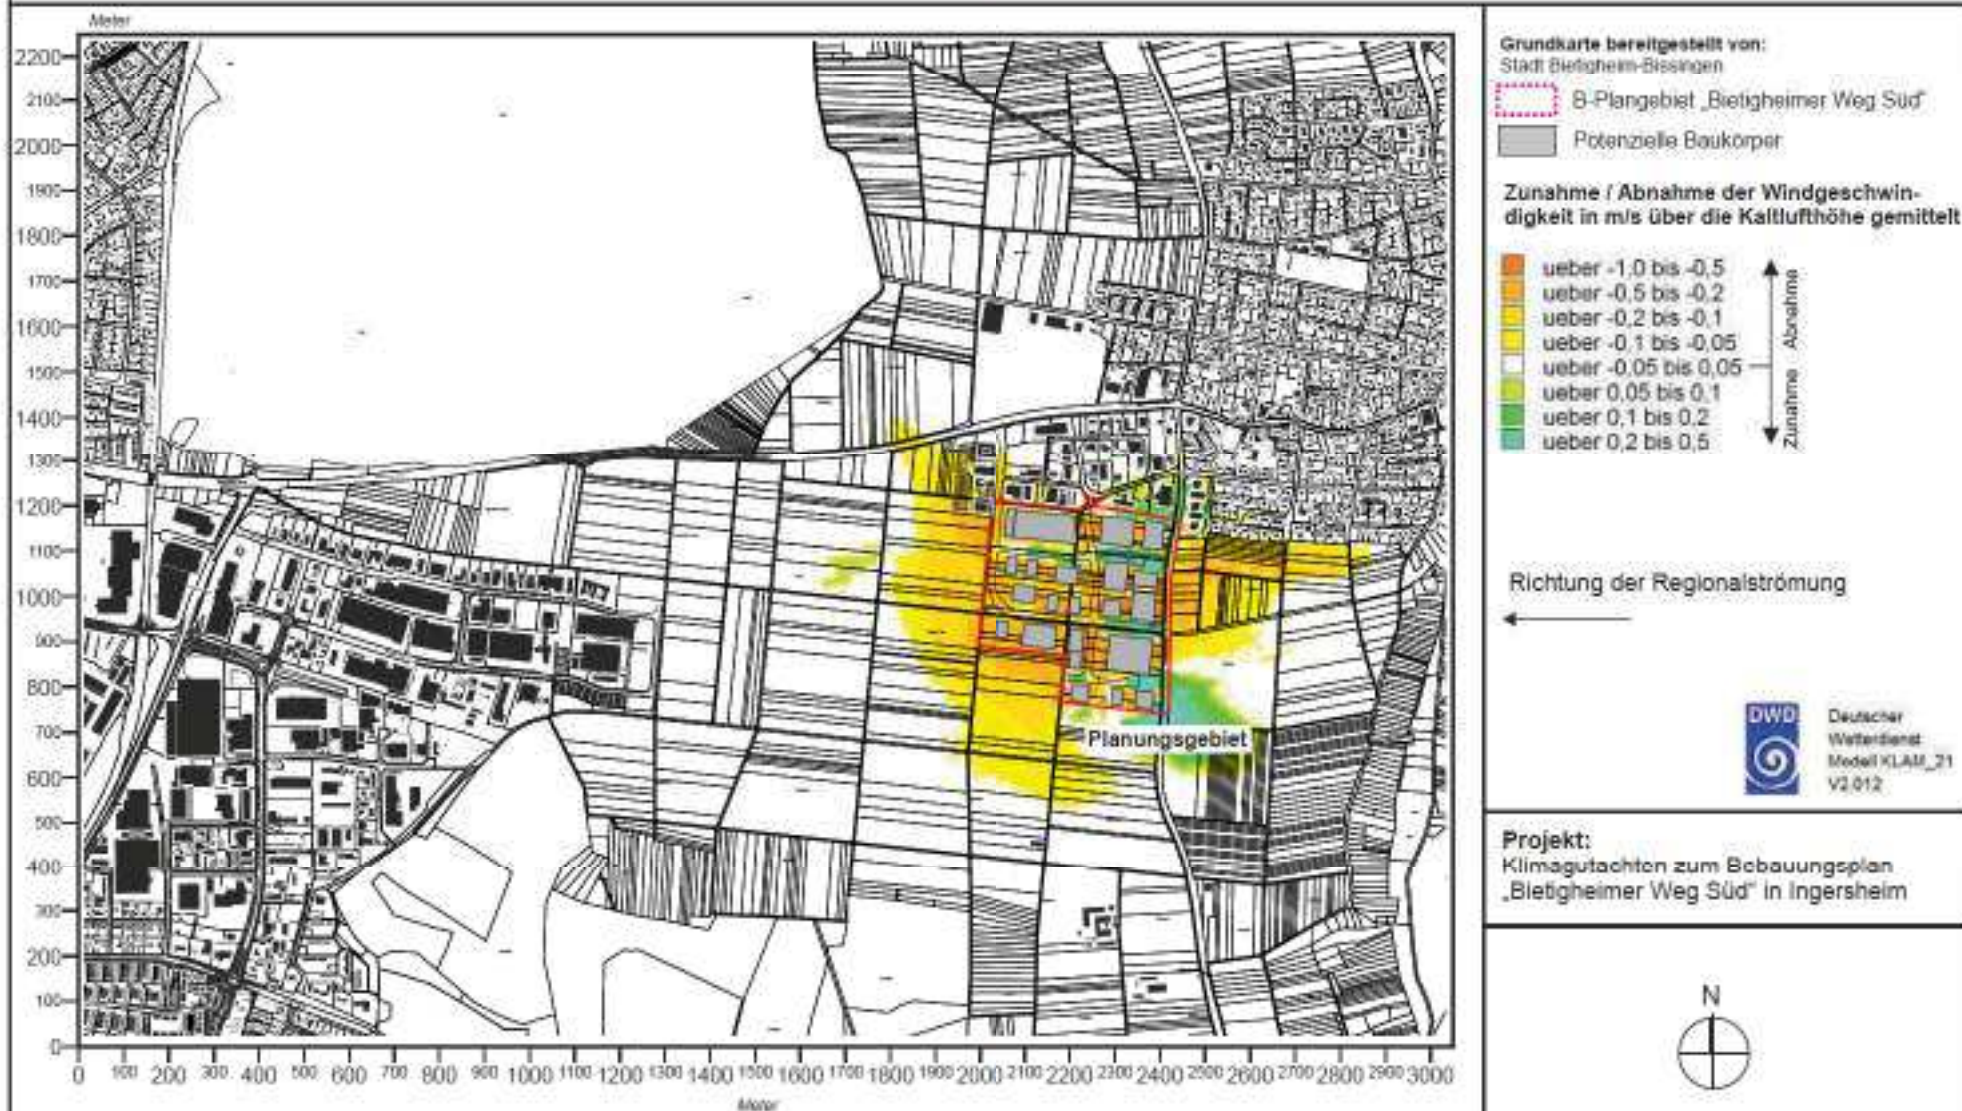 Meter
2200
2100
2000
1900
1800
1700
1600
1500
1400
1300
1200
1100
1000
900
800
700
600
500
400
300
200
100
0
0 100 200 300 400 500 600 700 800 900 1000 1100 1200 1300 1400 1500 1600 1700 1800 1900 2000 2100 2200 2300 2400 2500 2600 2700 2800 2900 3000
Meter
Planungsgebiet
Grundkarte bereitgestellt von:
Stadt Bietigheim-Bissingen
B-Plangebiet „Bietigheimer Weg Süd"
Potenzielle Baukörper
Zunahme / Abnahme der Windgeschwin-
digkeit in m/s über die Kaltlufthöhe gemittelt
ueber -1,0 bis -0,5
ueber -0,5 bis -0,2
ueber -0,2 bis -0,1
ueber -0,1 bis -0,05
ueber -0,05 bis 0,05
ueber 0,05 bis 0,1
ueber 0,1 bis 0,2
ueber 0,2 bis 0,5
Zunahme Abnahme
Richtung der Regionalströmung
DWD
Deutscher
Wetterdienst
Modell KLAM_21
V2.012
Projekt:
Klimagutachten zum Bebauungsplan
„Bietigheimer Weg Süd" in Ingersheim
N